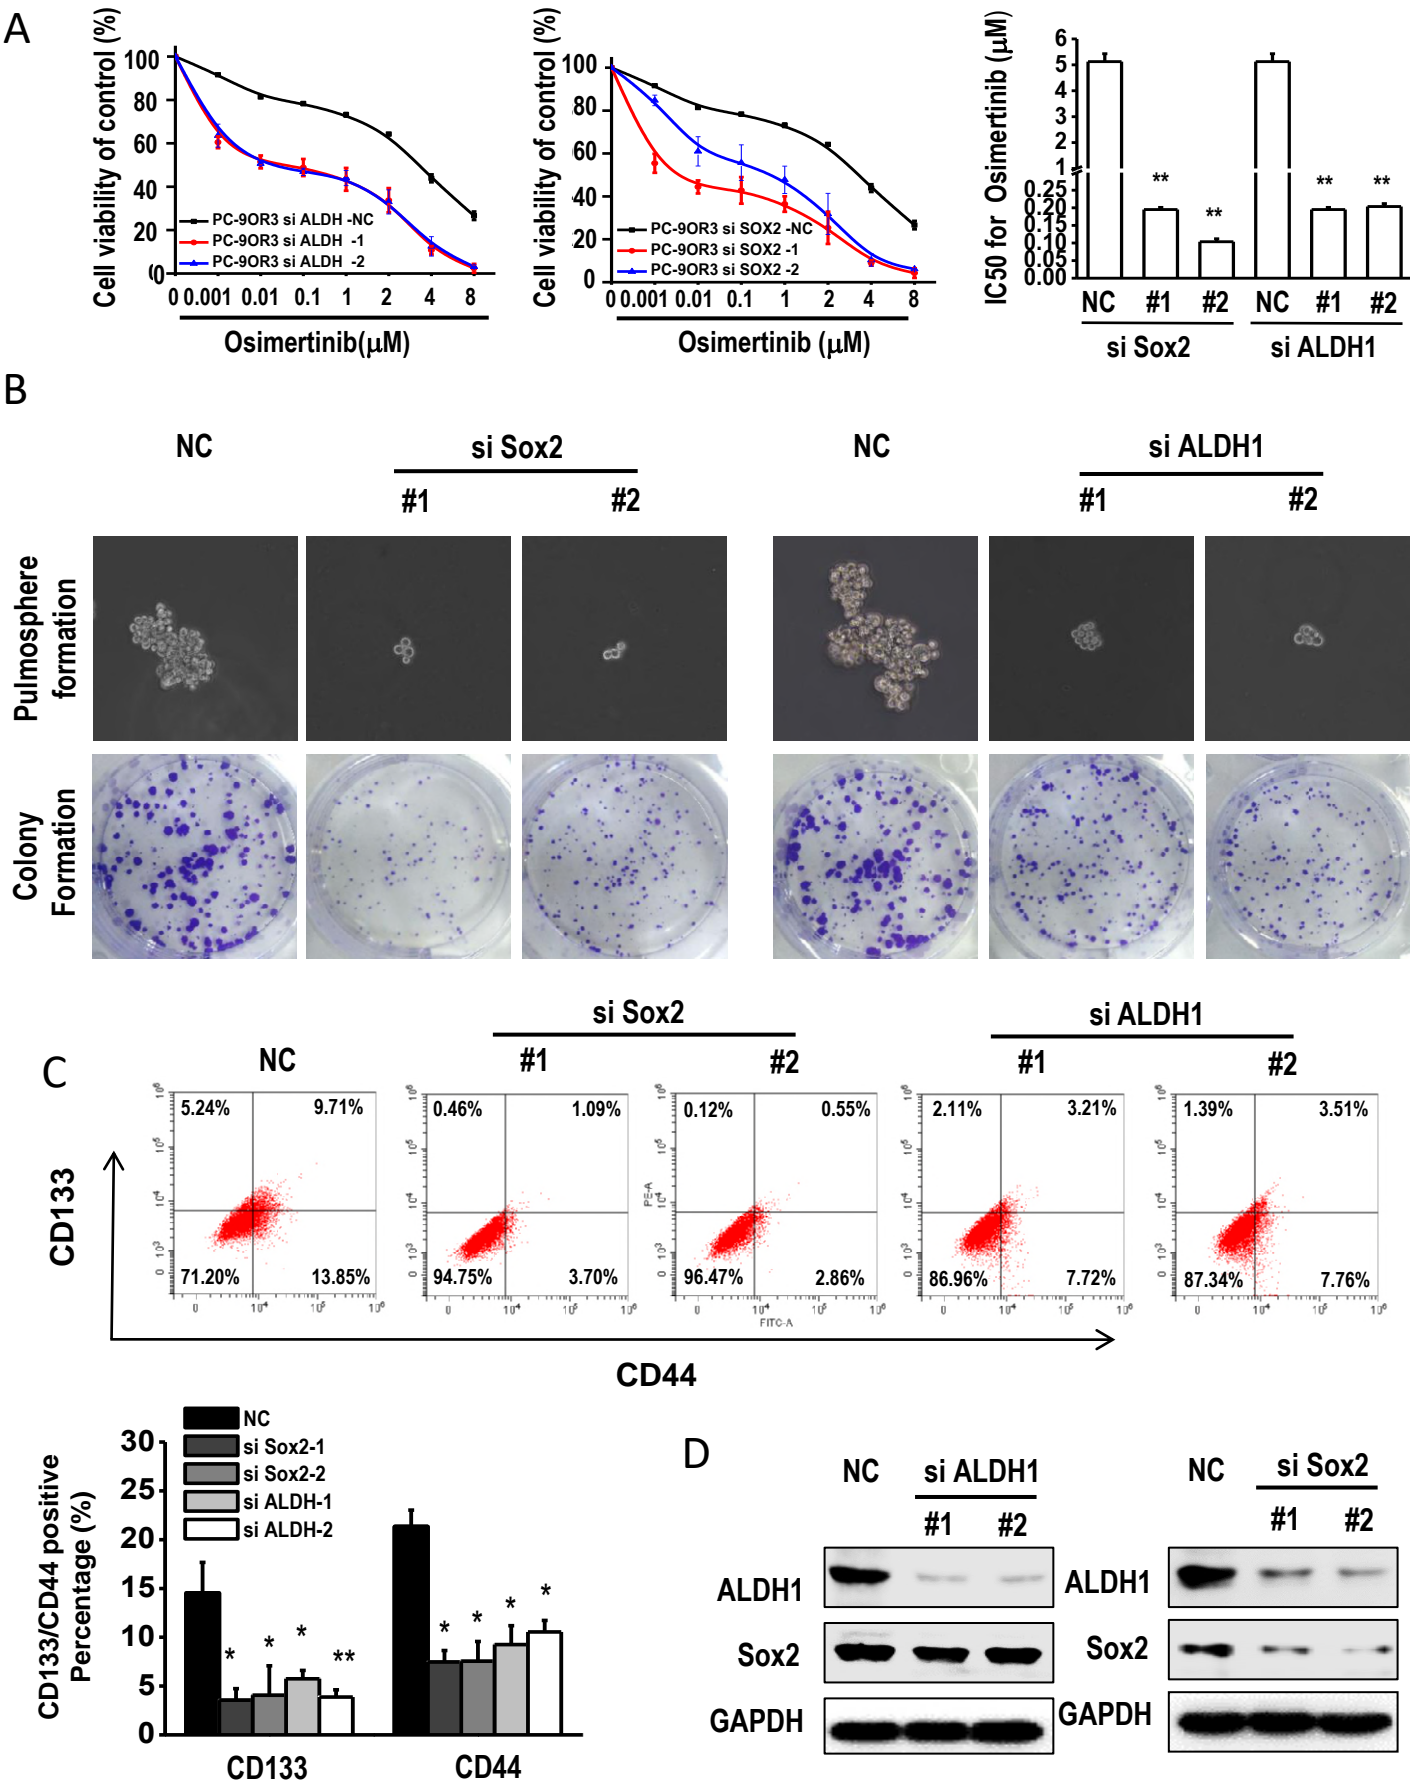 A
Cell viability of control (%)
100
80
60
40
20
0
PC-9OR3 si ALDH -NC
PC-9OR3 si ALDH -1
PC-9OR3 si ALDH -2
0 0.001 0.01 0.1 1 2 4 8
Osimertinib(μM)
Cell viability of control (%)
100
80
60
40
20
0
PC-9OR3 si SOX2 -NC
PC-9OR3 si SOX2 -1
PC-9OR3 si SOX2 -2
0 0.001 0.01 0.1 1 2 4 8
Osimertinib (μM)
IC50 for Osimertinib (μM)
6
5
4
3
2
1
0.25
0.20
0.15
0.10
0.05
0.00
** ** ** **
NC #1 #2 NC #1 #2
si Sox2 si ALDH1
B
NC si Sox2 NC si ALDH1
#1 #2 #1 #2
Pulmosphere
formation
Colony
Formation
C
si Sox2 si ALDH1
NC #1 #2 #1 #2
CD133
5.24% 9.71%
71.20% 13.85%
0.46% 1.09%
94.75% 3.70%
0.12% 0.55%
96.47% 2.86%
PE-A
FITC-A
2.11% 3.21%
86.96% 7.72%
1.39% 3.51%
87.34% 7.76%
CD44
CD133/CD44 positive
Percentage (%)
30
25
20
15
10
5
0
NC
si Sox2-1
si Sox2-2
si ALDH-1
si ALDH-2
* * * **
* * * *
CD133 CD44
D
NC si ALDH1
#1 #2
ALDH1
Sox2
GAPDH
NC si Sox2
#1 #2
ALDH1
Sox2
GAPDH